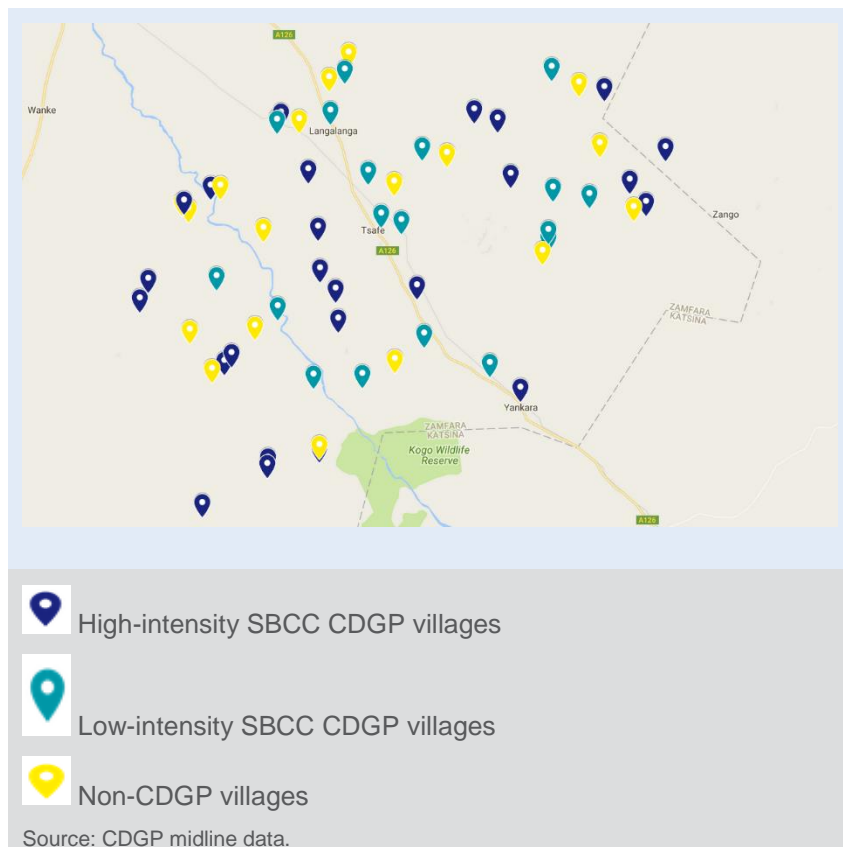 A126
Wanke
Langalanga
Tsafe
A126
Zango
ZAMFARA
KATSINA
Yankara
ZAMFARA
KATSINA
Kogo Wildlife
Reserve
A126
High-intensity SBCC CDGP villages
Low-intensity SBCC CDGP villages
Non-CDGP villages
Source: CDGP midline data.